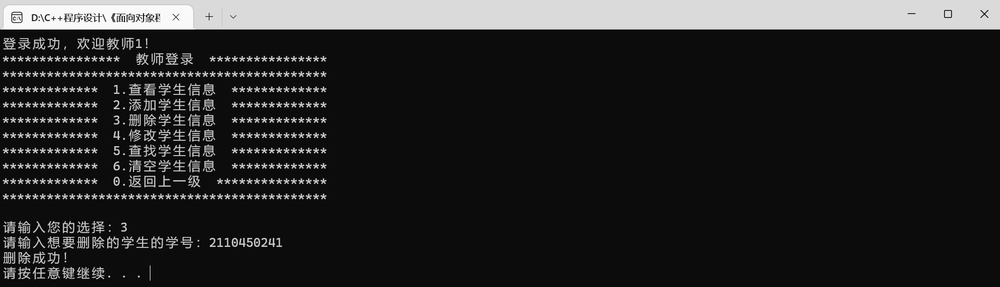 D:\C++程序设计\《面向对象程
登录成功，欢迎教师1！
****************  教师登录  ****************
********************************************
*************  1.查看学生信息  *************
*************  2.添加学生信息  *************
*************  3.删除学生信息  *************
*************  4.修改学生信息  *************
*************  5.查找学生信息  *************
*************  6.清空学生信息  *************
*************  0.返回上一级  ***************
********************************************
请输入您的选择：3
请输入想要删除的学生的学号：2110450241
删除成功！
请按任意键继续. . .